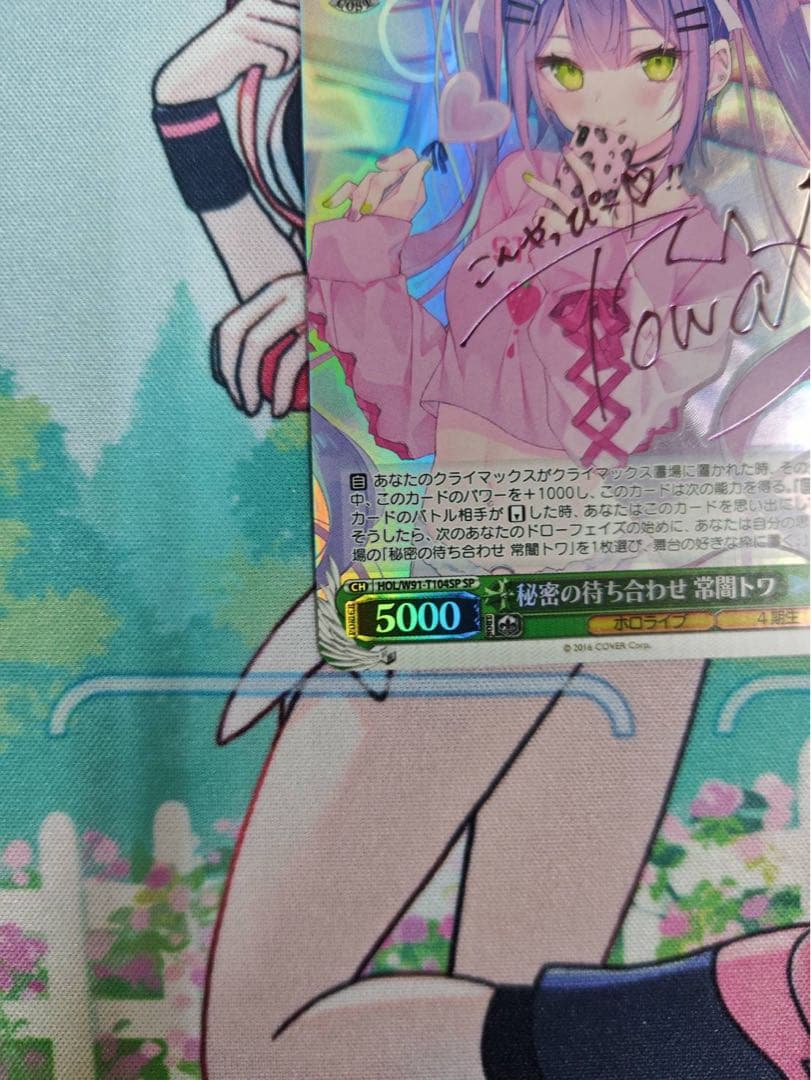 COST
こんやっぴー♡!!
Towa
自 あなたのクライマックスがクライマックス置場に置かれた時、その
中、このカードのパワーを+1000し、このカードは次の能力を得る。『自
カードのバトル相手が した時、あなたはこのカードを思い出に
そうしたら、次のあなたのドローフェイズの始めに、あなたは自分の
場の「秘密の待ち合わせ 常闇トワ」を1枚選び、舞台の好きな枠に置く
CH HOL/W91-T104SP SP
秘密の待ち合わせ 常闇トワ
POWER 5000
ホロライブ 4期生
© 2016 COVER Corp.